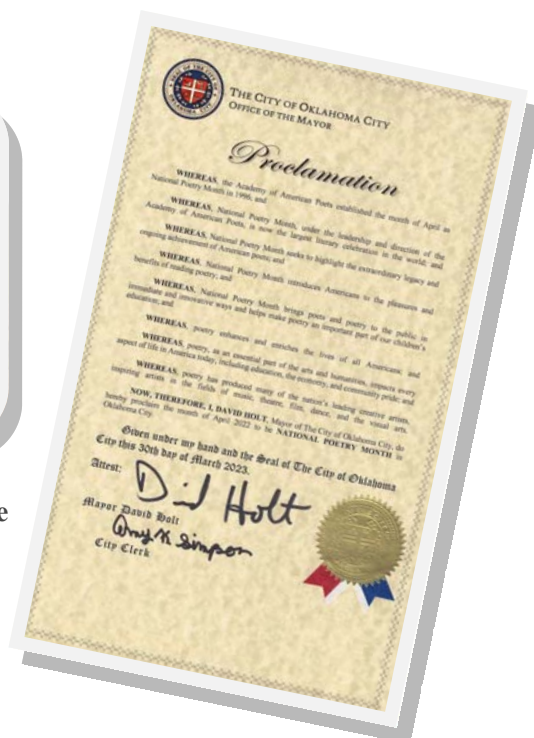 THE CITY OF OKLAHOMA CITY
OFFICE OF THE MAYOR
Proclamation
WHEREAS, the Academy of American Poets established the month of April as
National Poetry Month in 1996; and
WHEREAS, National Poetry Month, under the leadership and direction of the
Academy of American Poets, is now the largest literary celebration in the world; and
WHEREAS, National Poetry Month seeks to highlight the extraordinary legacy and
ongoing achievement of American poets; and
WHEREAS, National Poetry Month introduces Americans to the pleasures and
benefits of reading poetry; and
WHEREAS, National Poetry Month brings poets and poetry to the public in
immediate and innovative ways and helps make poetry an important part of our children's
education; and
WHEREAS, poetry enhances and enriches the lives of all Americans; and
WHEREAS, poetry, as an essential part of the arts and humanities, impacts every
aspect of life in America today, including education, the economy, and community pride; and
WHEREAS, poetry has produced many of the nation's leading creative artists,
inspiring artists in the fields of music, theatre, film, dance, and the visual arts.
NOW, THEREFORE, I, DAVID HOLT, Mayor of The City of Oklahoma City, do
hereby proclaim the month of April 2022 to be NATIONAL POETRY MONTH in
Oklahoma City.
Given under my hand and the Seal of The City of Oklahoma
City this 30th day of March 2023.
Attest:
David Holt
Mayor David Holt
Amy K Simpson
City Clerk
e